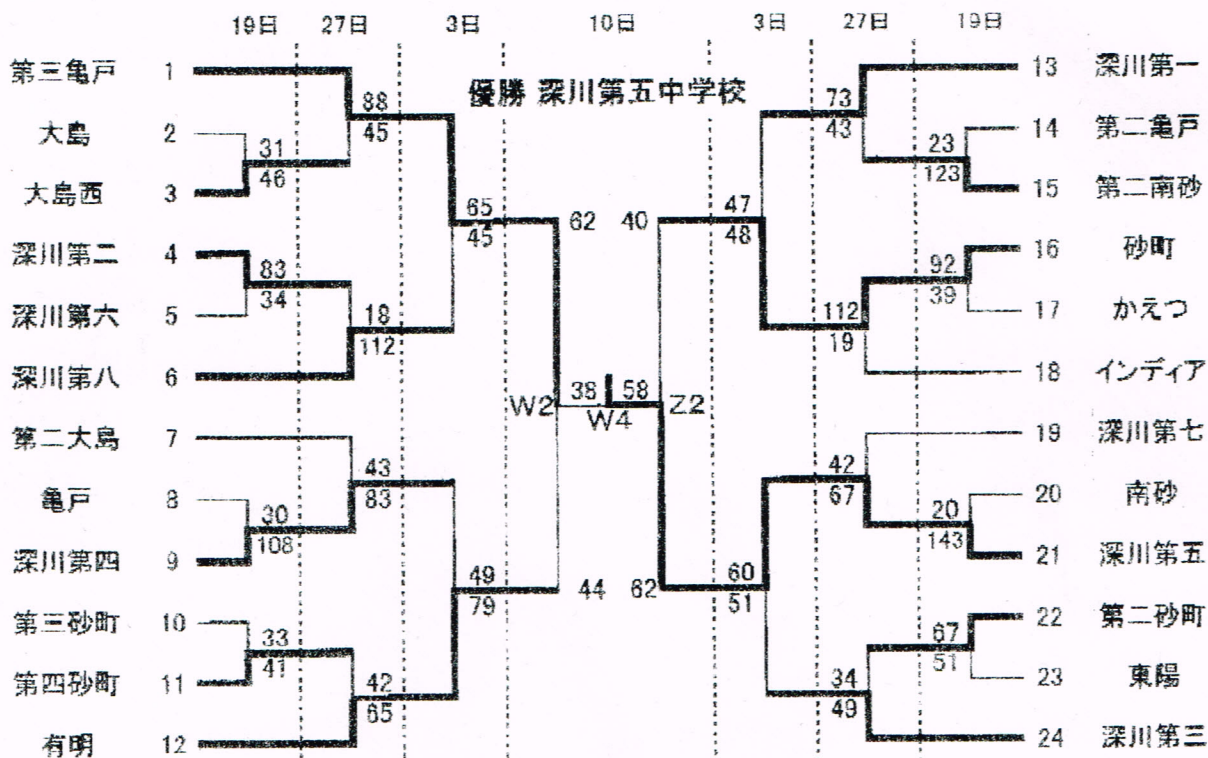 19日 27日 3日 10日 3日 27日 19日
優勝 深川第五中学校
第三亀戸 1
大島 2
大島西 3
深川第二 4
深川第六 5
深川第八 6
第二大島 7
亀戸 8
深川第四 9
第三砂町 10
第四砂町 11
有明 12
31
46
83
34
30
108
33
41
88
45
18
112
43
83
42
65
65
45
49
79
62 40
44 62
W2 38 58 Z2
W4
47
48
60
51
73
43
112
19
42
67
34
49
23
123
92
39
20
143
67
51
13 深川第一
14 第二亀戸
15 第二南砂
16 砂町
17 かえつ
18 インディア
19 深川第七
20 南砂
21 深川第五
22 第二砂町
23 東陽
24 深川第三